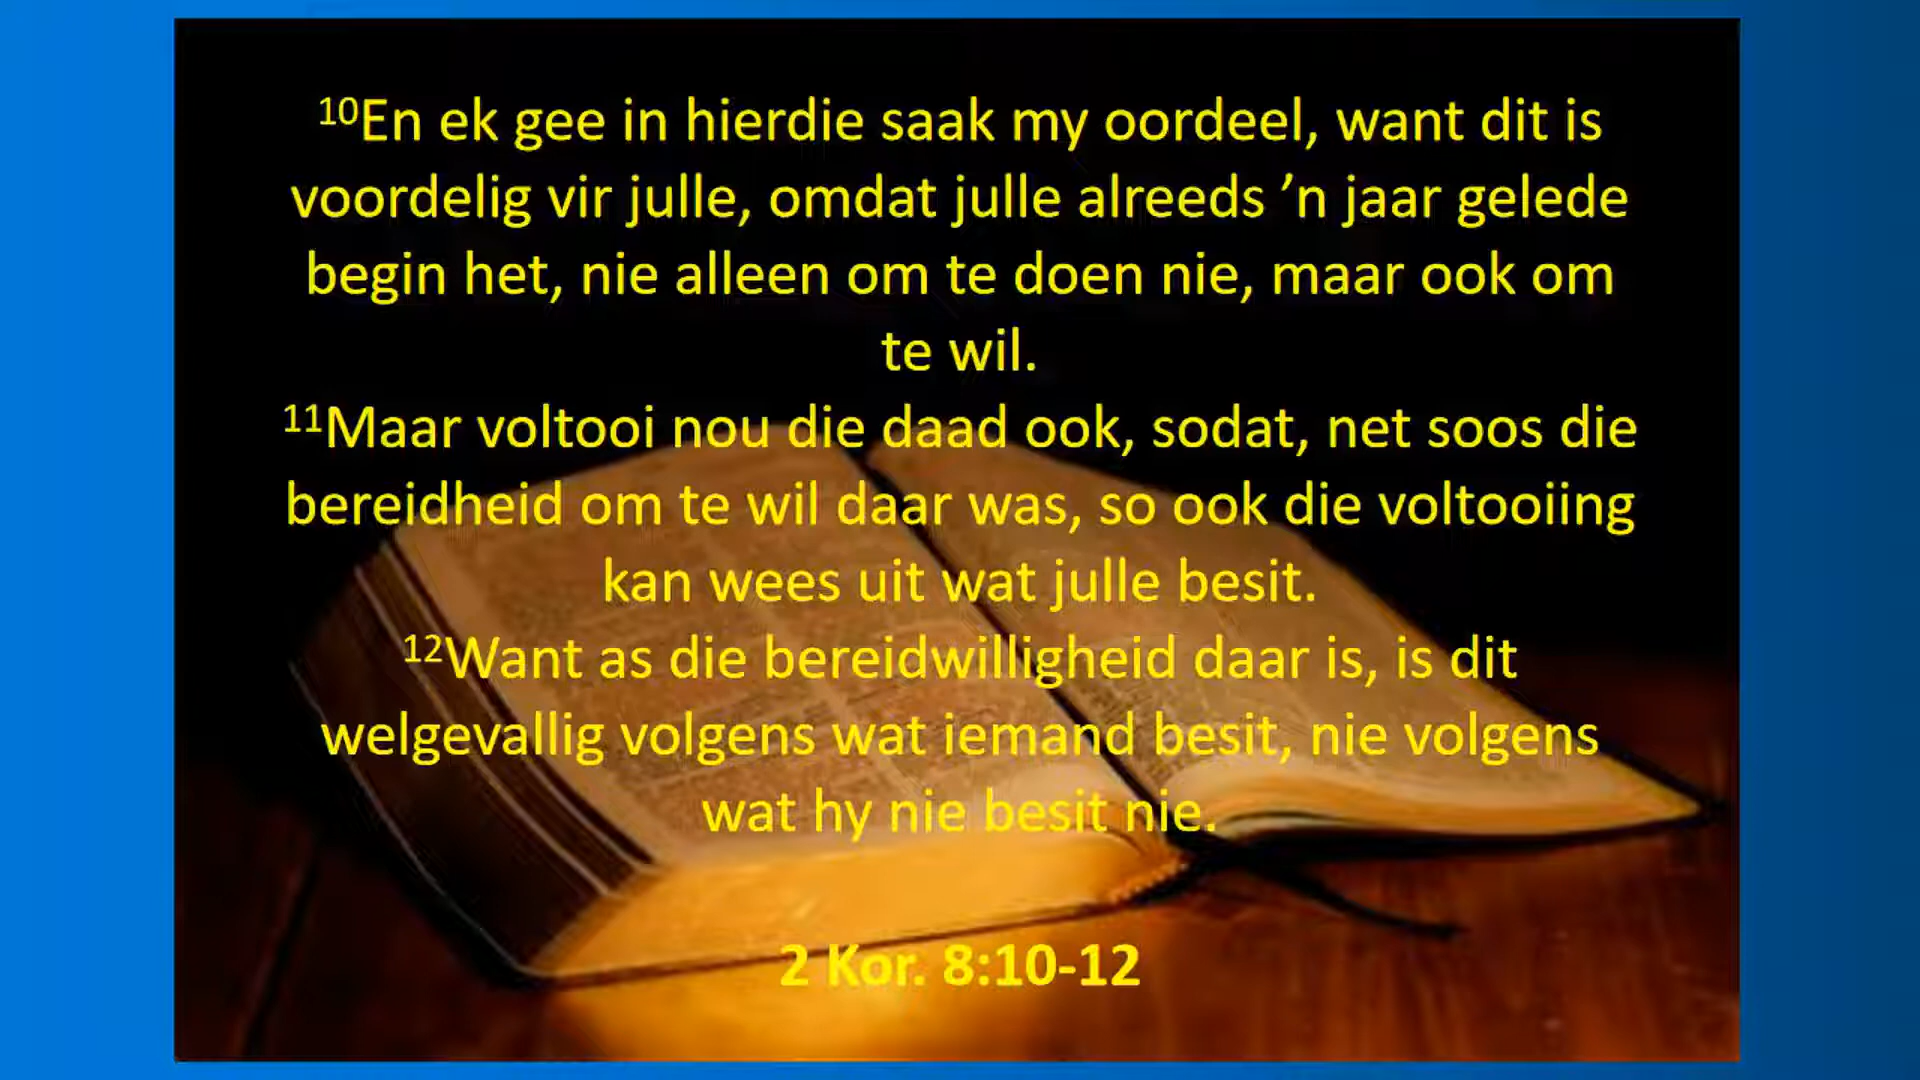 ¹⁰En ek gee in hierdie saak my oordeel, want dit is
voordelig vir julle, omdat julle alreeds ’n jaar gelede
begin het, nie alleen om te doen nie, maar ook om
te wil.
¹¹Maar voltooi nou die daad ook, sodat, net soos die
bereidheid om te wil daar was, so ook die voltooiing
kan wees uit wat julle besit.
¹²Want as die bereidwilligheid daar is, is dit
welgevallig volgens wat iemand besit, nie volgens
wat hy nie besit nie.
2 Kor. 8:10-12